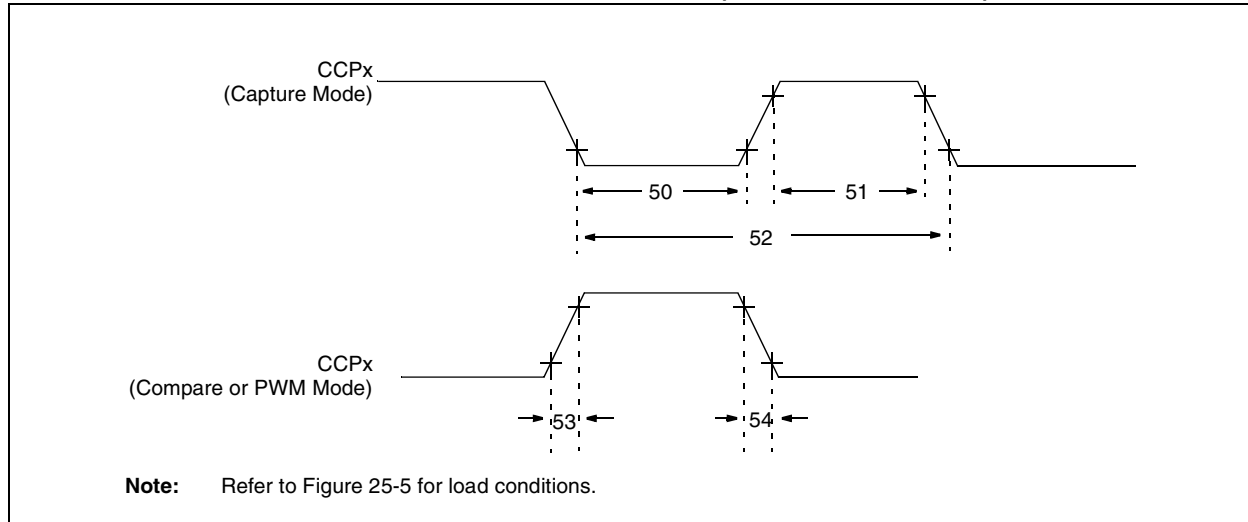 CCPx
(Capture Mode)
50
51
52
CCPx
(Compare or PWM Mode)
53
54
Note: Refer to Figure 25-5 for load conditions.